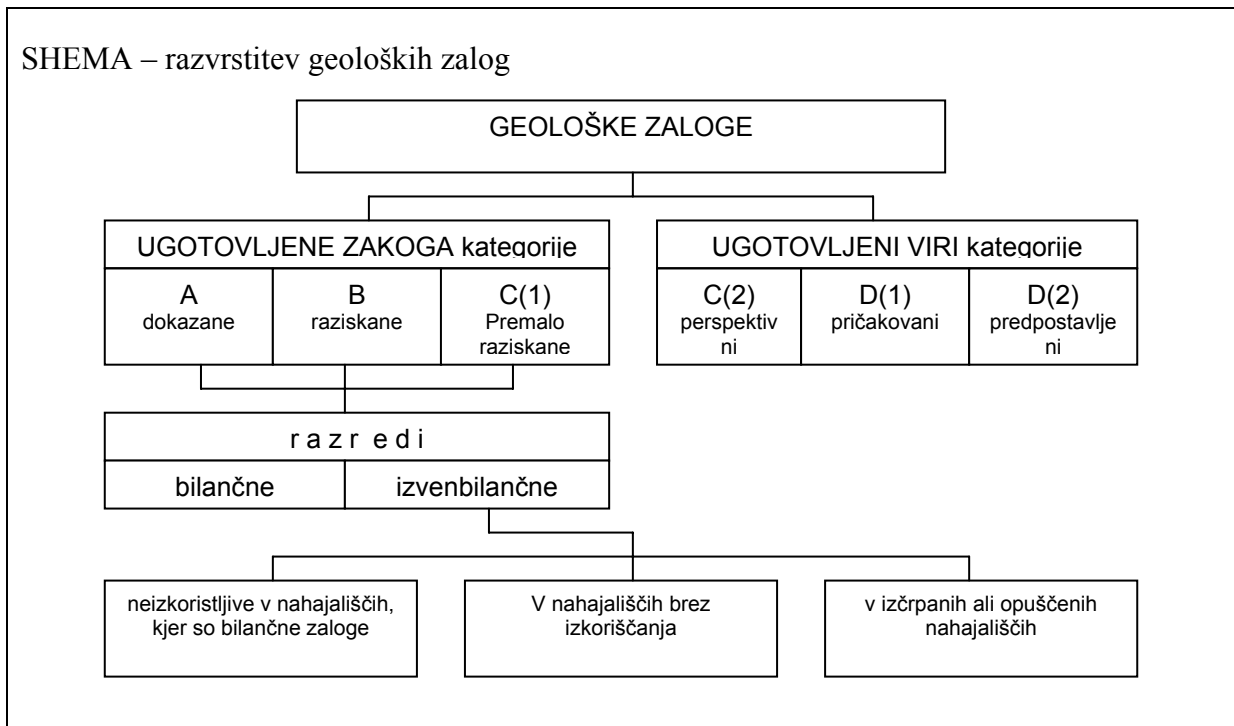 SHEMA – razvrstitev geoloških zalog
GEOLOŠKE ZALOGE
UGOTOVLJENE ZAKOGA kategorije
A
dokazane
B
raziskane
C(1)
Premalo
raziskane
UGOTOVLJENI VIRI kategorije
C(2)
perspektiv
ni
D(1)
pričakovani
D(2)
predpostavlje
ni
r a z r e d i
bilančne
izvenbilančne
neizkoristljive v nahajališčih,
kjer so bilančne zaloge
V nahajališčih brez
izkoriščanja
v izčrpanih ali opuščenih
nahajališčih